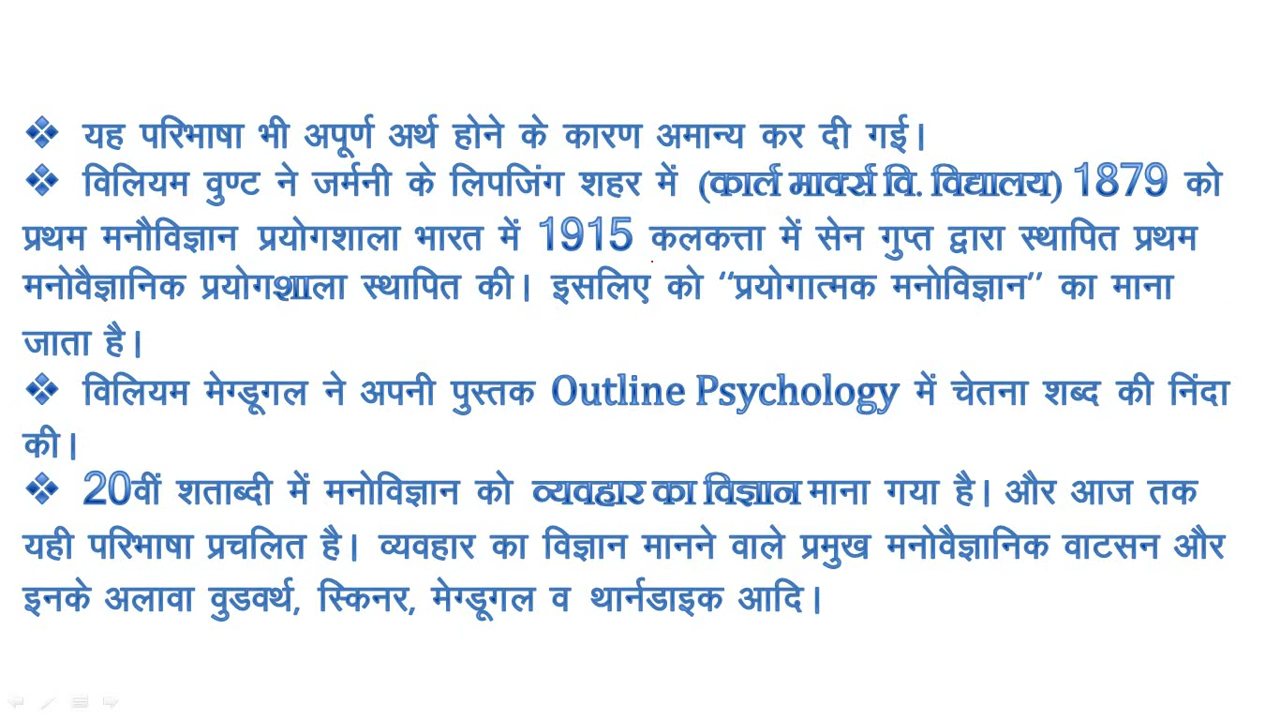 ❖ यह परिभाषा भी अपूर्ण अर्थ होने के कारण अमान्य कर दी गई।
❖ विलियम वुण्ट ने जर्मनी के लिपजिंग शहर में (कार्ल मार्क्स वि. विद्यालय) 1879 को
प्रथम मनौविज्ञान प्रयोगशाला भारत में 1915 कलकत्ता में सेन गुप्त द्वारा स्थापित प्रथम
मनोवैज्ञानिक प्रयोगशाला स्थापित की। इसलिए को ‘‘प्रयोगात्मक मनोविज्ञान’’ का माना
जाता है।
❖ विलियम मेग्डूगल ने अपनी पुस्तक Outline Psychology में चेतना शब्द की निंदा
की।
❖ 20वीं शताब्दी में मनोविज्ञान को व्यवहार का विज्ञान माना गया है। और आज तक
यही परिभाषा प्रचलित है। व्यवहार का विज्ञान मानने वाले प्रमुख मनोवैज्ञानिक वाटसन और
इनके अलावा वुडवर्थ, स्किनर, मेग्डूगल व थार्नडाइक आदि।